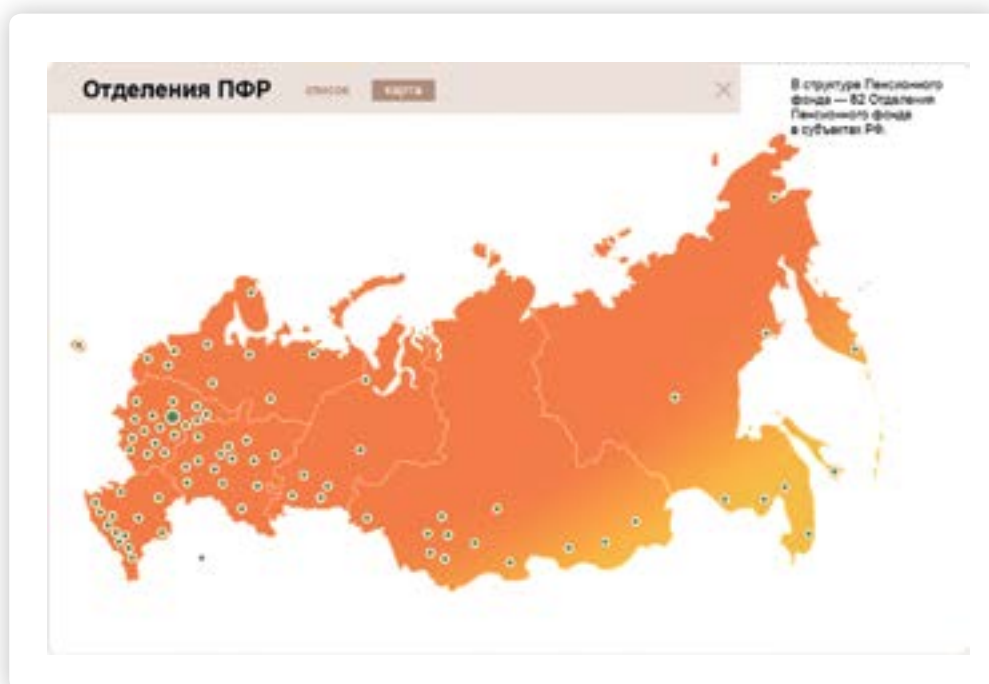 Отделения ПФР список карта
В структуре Пенсионного
фонда — 82 Отделения
Пенсионного фонда
в субъектах РФ.